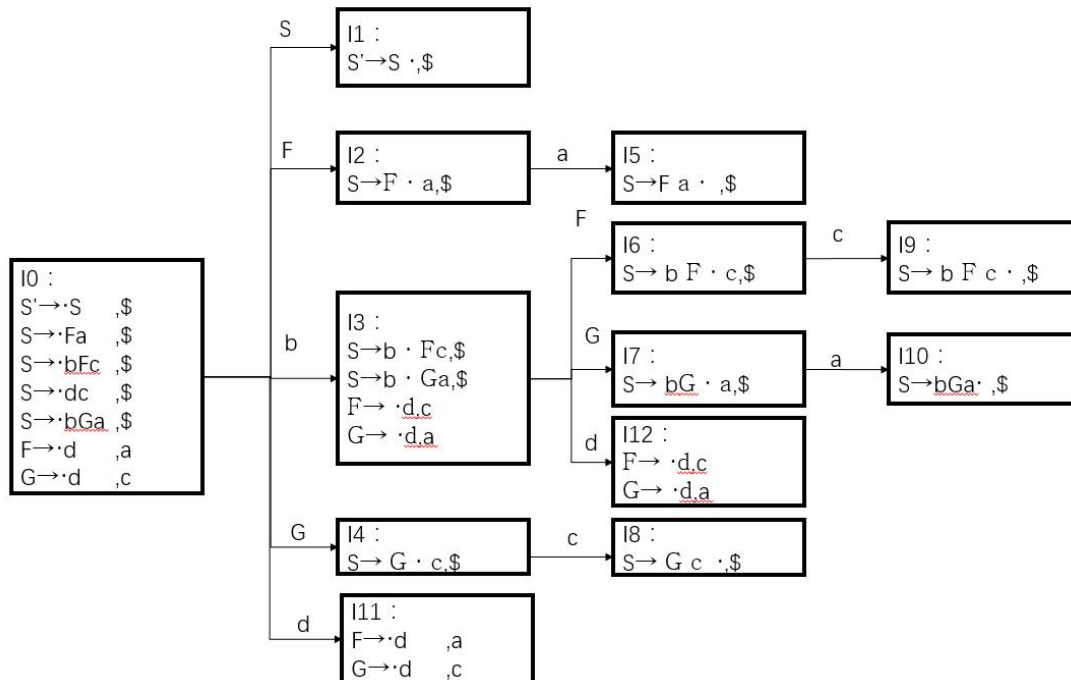 S
I1 :
S'→S ·,$
F
I2 :
S→F · a,$
a
I5 :
S→F a · ,$
F
I6 :
S→ b F · c,$
c
I9 :
S→ b F c · ,$
I0 :
S'→·S ,$
S→·Fa ,$
S→·bFc ,$
S→·dc ,$
S→·bGa ,$
F→·d ,a
G→·d ,c
b
I3 :
S→b · Fc,$
S→b · Ga,$
F→ ·d,c
G→ ·d,a
G
I7 :
S→ bG · a,$
a
I10 :
S→bGa· ,$
d
I12 :
F→ ·d,c
G→ ·d,a
G
I4 :
S→ G · c,$
c
I8 :
S→ G c ·,$
d
I11 :
F→·d ,a
G→·d ,c